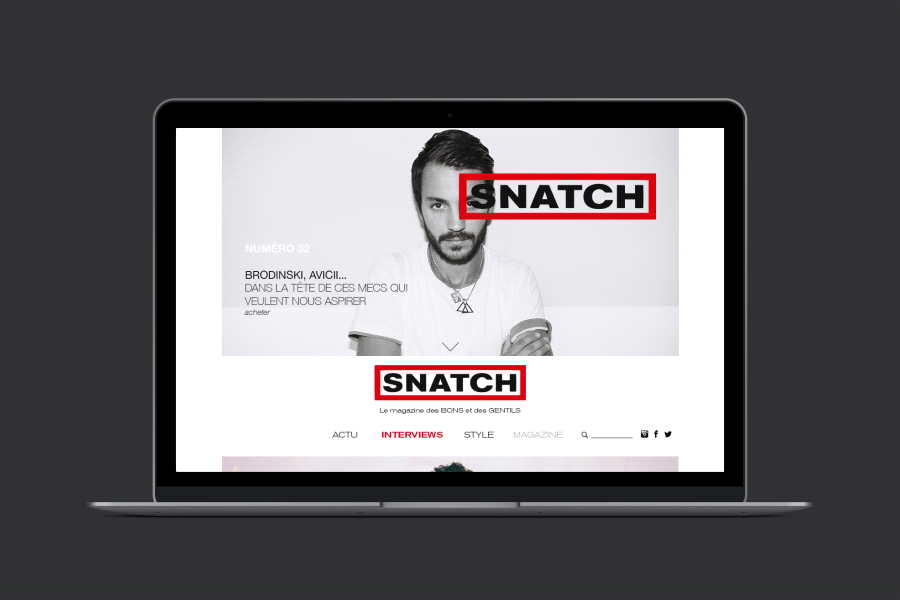 SNATCH
NUMÉRO 32
BRODINSKI, AVICII...
DANS LA TÊTE DE CES MECS QUI
VEULENT NOUS ASPIRER
acheter
SNATCH
Le magazine des BONS et des GENTILS
ACTU INTERVIEWS STYLE MAGAZINE